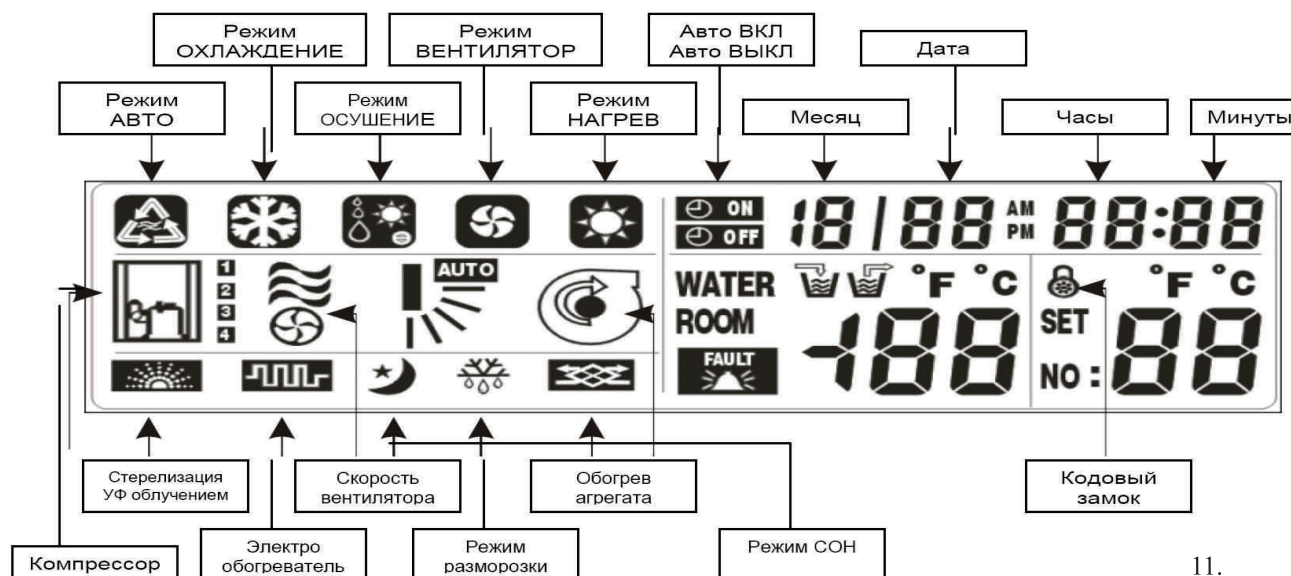 Режим
ОХЛАЖДЕНИЕ
Режим
ВЕНТИЛЯТОР
Авто ВКЛ
Авто ВЫКЛ
Дата
Режим
АВТО
Режим
ОСУШЕНИЕ
Режим
НАГРЕВ
Месяц
Часы
Минуты
ON
OFF
18/88 AM PM 88:88
1
2
3
4
AUTO
WATER
ROOM
°F °C
°F °C
SET
FAULT
-188
NO: 88
Стерелизация
УФ облучением
Скорость
вентилятора
Обогрев
агрегата
Кодовый
замок
Компрессор
Электро
обогреватель
Режим
разморозки
Режим СОН
11.